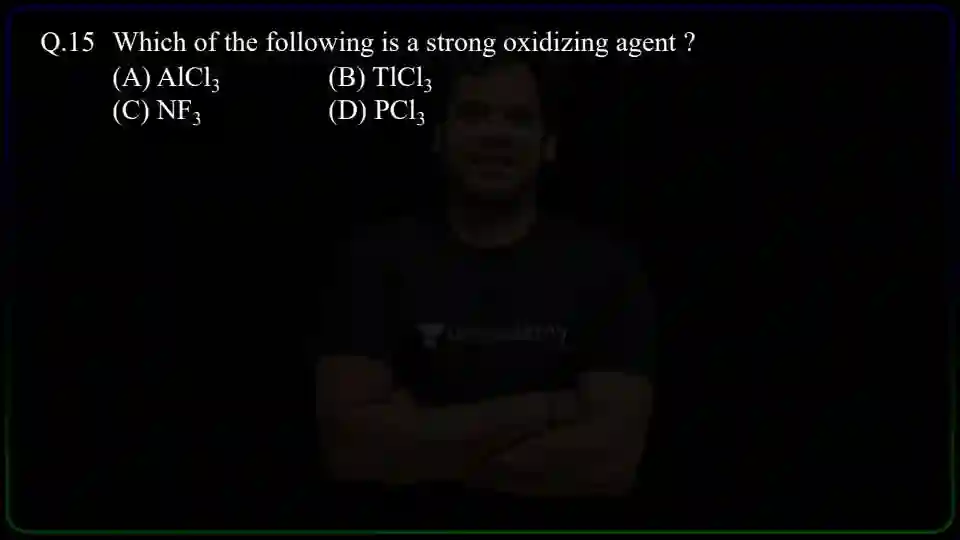 Q.15 Which of the following is a strong oxidizing agent ?
(A) AlCl₃ (B) TlCl₃
(C) NF₃ (D) PCl₃